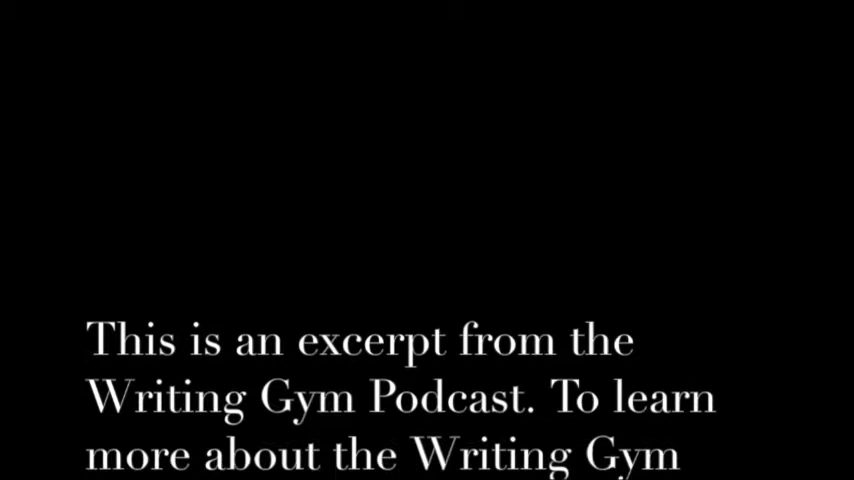 This is an excerpt from the
Writing Gym Podcast. To learn
more about the Writing Gym